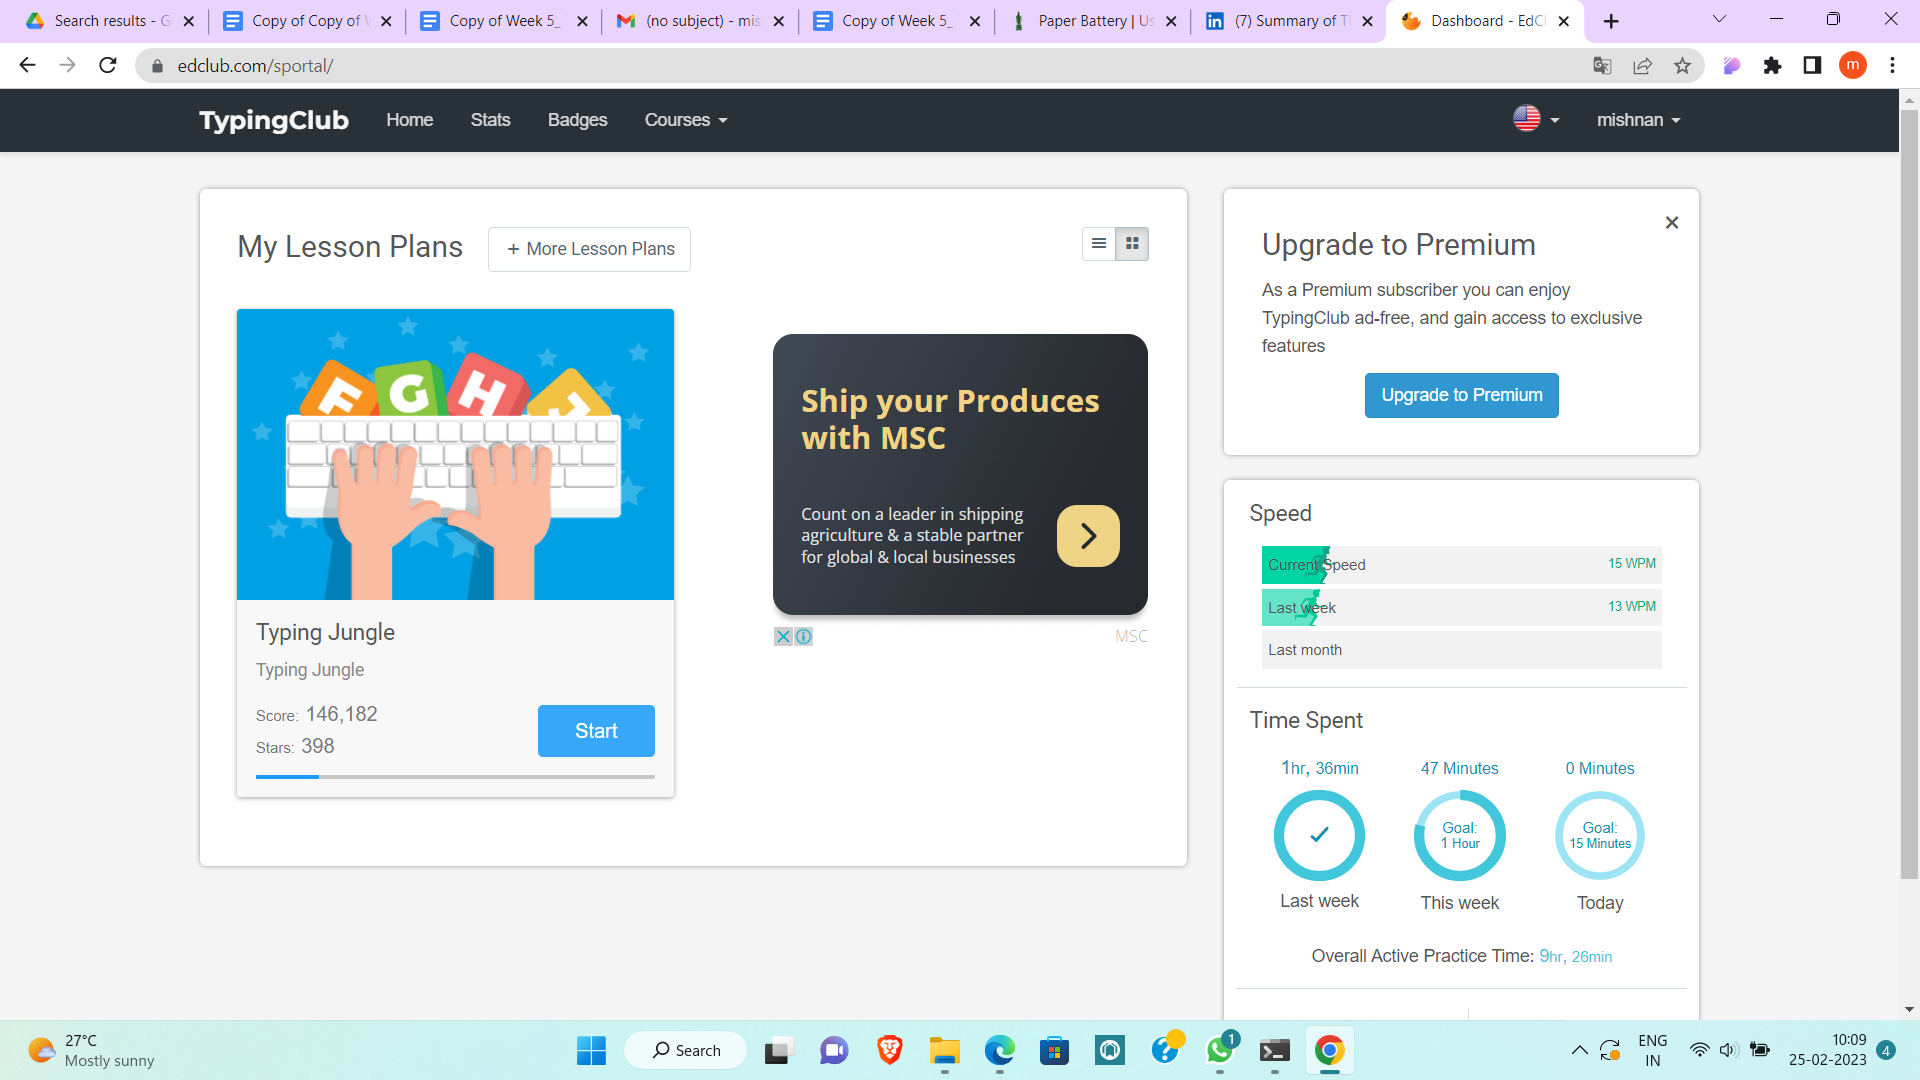 Search results - G
Copy of Copy of
Copy of Week 5_
(no subject) - mis
Copy of Week 5_
Paper Battery | Us
(7) Summary of T
Dashboard - EdCl
edclub.com/sportal/
m
TypingClub
Home
Stats
Badges
Courses
mishnan
My Lesson Plans
+ More Lesson Plans
F G H J
Typing Jungle
Typing Jungle
Score: 146,182
Stars: 398
Start
Ship your Produces
with MSC
Count on a leader in shipping
agriculture & a stable partner
for global & local businesses
MSC
Upgrade to Premium
As a Premium subscriber you can enjoy
TypingClub ad-free, and gain access to exclusive
features
Upgrade to Premium
Speed
Current Speed 15 WPM
Last week 13 WPM
Last month
Time Spent
1hr, 36min
47 Minutes
0 Minutes
Goal:
1 Hour
Goal:
15 Minutes
Last week
This week
Today
Overall Active Practice Time: 9hr, 26min
27°C
Mostly sunny
Search
1
ENG
IN
10:09
25-02-2023
4